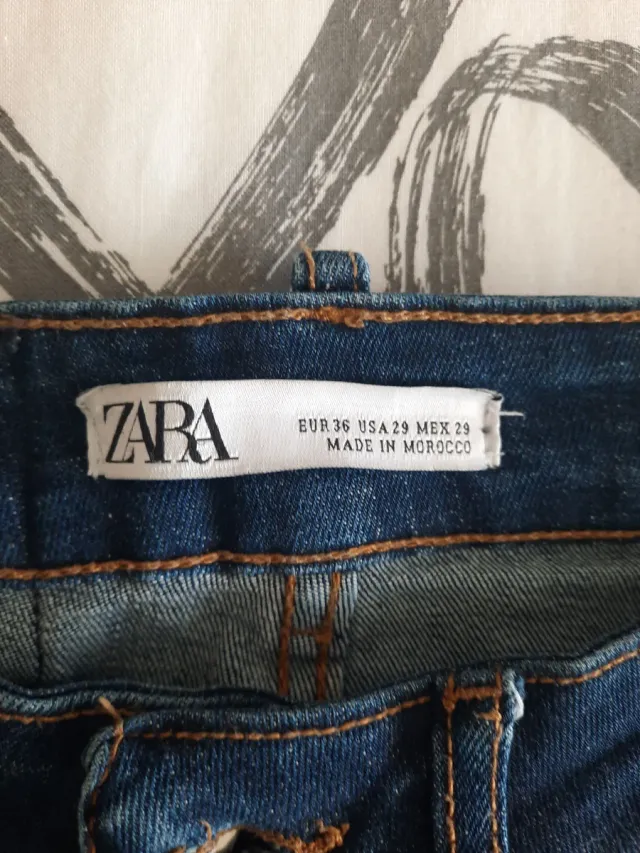 ZARA
EUR 36 USA 29 MEX 29
MADE IN MOROCCO